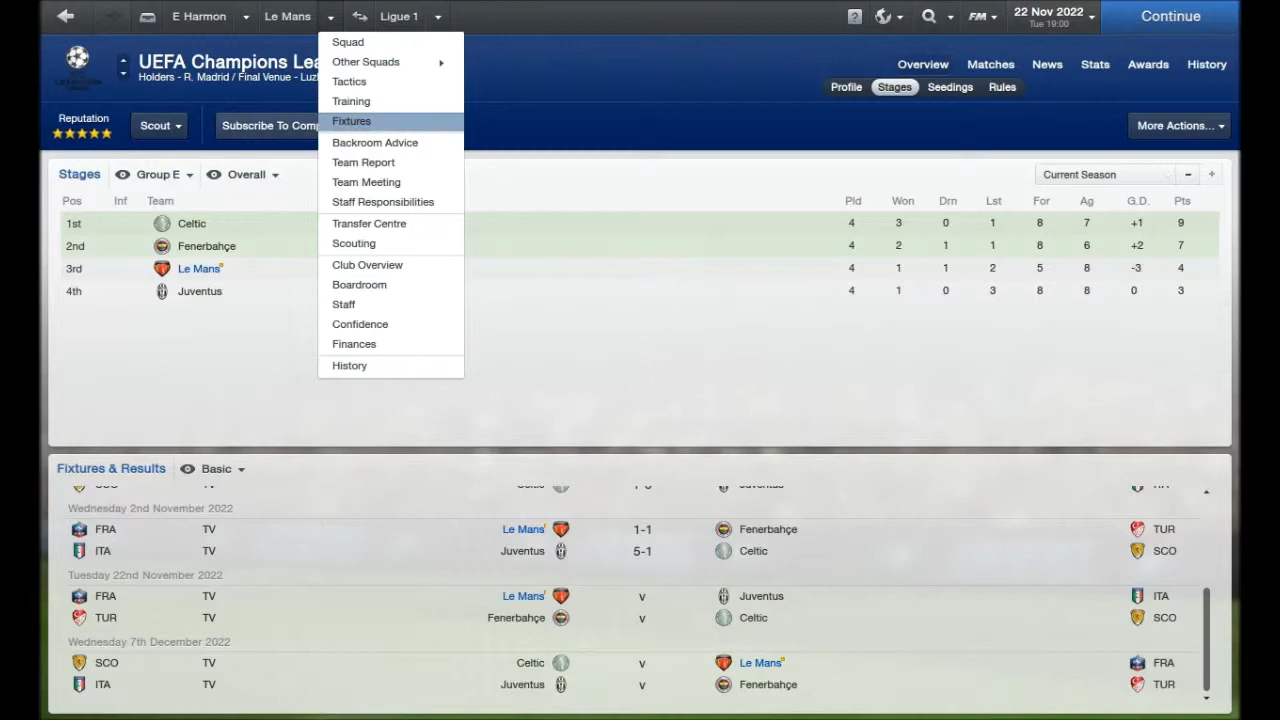 E Harmon Le Mans Ligue 1 ? FM 22 Nov 2022 Tue 19:00 Continue
UEFA Champions Lea
Holders - R. Madrid / Final Venue - Luzh
Overview Matches News Stats Awards History
Profile Stages Seedings Rules
Reputation
Scout Subscribe To Comp More Actions...
Squad
Other Squads
Tactics
Training
Fixtures
Backroom Advice
Team Report
Team Meeting
Staff Responsibilities
Transfer Centre
Scouting
Club Overview
Boardroom
Staff
Confidence
Finances
History
Stages Group E Overall Current Season - +
Pos Inf Team Pld Won Drn Lst For Ag G.D. Pts
1st Celtic 4 3 0 1 8 7 +1 9
2nd Fenerbahçe 4 2 1 1 8 6 +2 7
3rd Le Mans 4 1 1 2 5 8 -3 4
4th Juventus 4 1 0 3 8 8 0 3
Fixtures & Results Basic
Wednesday 2nd November 2022
FRA TV Le Mans 1-1 Fenerbahçe TUR
ITA TV Juventus 5-1 Celtic SCO
Tuesday 22nd November 2022
FRA TV Le Mans v Juventus ITA
TUR TV Fenerbahçe v Celtic SCO
Wednesday 7th December 2022
SCO TV Celtic v Le Mans FRA
ITA TV Juventus v Fenerbahçe TUR